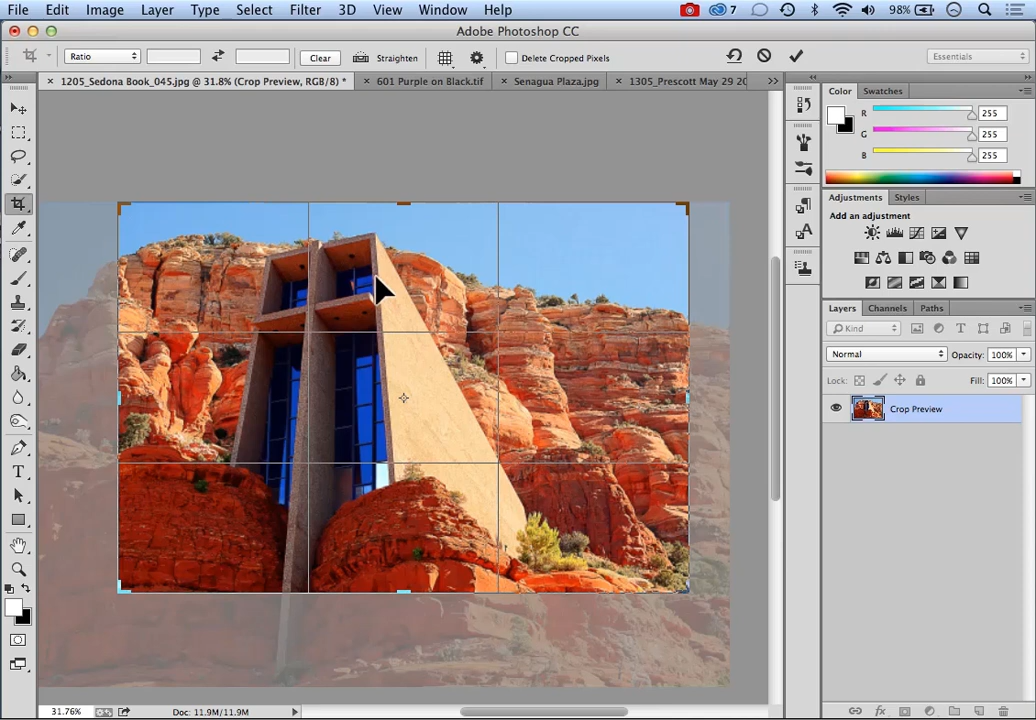 File Edit Image Layer Type Select Filter 3D View Window Help 7 98%
Adobe Photoshop CC
Ratio Clear Straighten Delete Cropped Pixels Essentials
1205_Sedona Book_045.jpg @ 31.8% (Crop Preview, RGB/8) * 601 Purple on Black.tif Senagua Plaza.jpg 1305_Prescott May 29 20
Color Swatches
R 255
G 255
B 255
Adjustments Styles
Add an adjustment
Layers Channels Paths
Kind
Normal Opacity: 100%
Lock: Fill: 100%
Crop Preview
31.76% Doc: 11.9M/11.9M